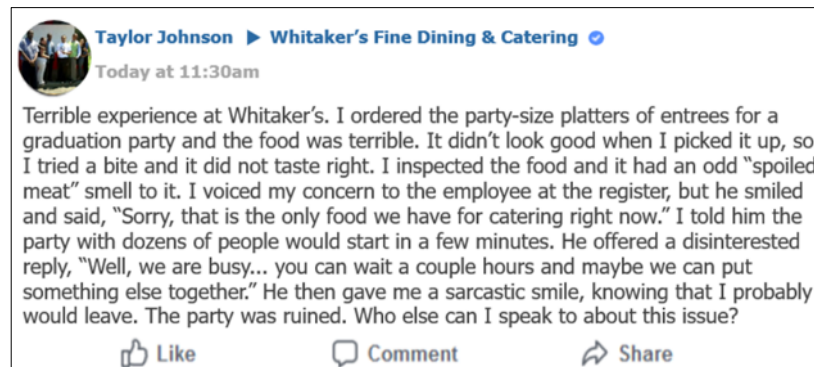 Taylor Johnson ▶ Whitaker’s Fine Dining & Catering
Today at 11:30am
Terrible experience at Whitaker’s. I ordered the party-size platters of entrees for a
graduation party and the food was terrible. It didn’t look good when I picked it up, so
I tried a bite and it did not taste right. I inspected the food and it had an odd “spoiled
meat” smell to it. I voiced my concern to the employee at the register, but he smiled
and said, “Sorry, that is the only food we have for catering right now.” I told him the
party with dozens of people would start in a few minutes. He offered a disinterested
reply, “Well, we are busy... you can wait a couple hours and maybe we can put
something else together.” He then gave me a sarcastic smile, knowing that I probably
would leave. The party was ruined. Who else can I speak to about this issue?
Like Comment Share